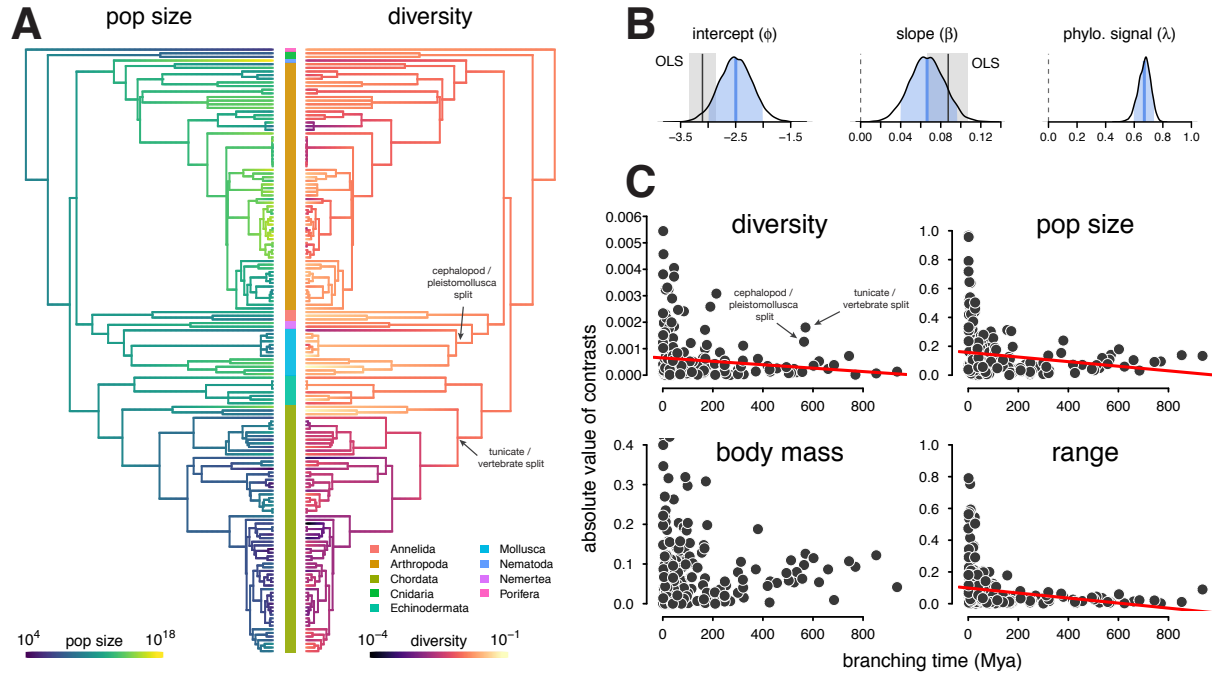 A
pop size
diversity
cephalopod /
pleistomollusca
split
tunicate /
vertebrate split
Annelida
Arthropoda
Chordata
Cnidaria
Echinodermata
Mollusca
Nematoda
Nemertea
Porifera
10^4 pop size 10^18
10^-4 diversity 10^-1
B
intercept (ϕ)
OLS
−3.5 −2.5 −1.5
slope (β)
OLS
0.00 0.04 0.08 0.12
phylo. signal (λ)
0.0 0.2 0.4 0.6 0.8 1.0
C
absolute value of contrasts
diversity
0.006
0.005
0.004
0.003
0.002
0.001
0.000
cephalopod /
pleistomollusca
split
tunicate /
vertebrate split
0 200 400 600 800
pop size
1.0
0.8
0.6
0.4
0.2
0.0
0 200 400 600 800
body mass
0.4
0.3
0.2
0.1
0.0
0 200 400 600 800
range
1.0
0.8
0.6
0.4
0.2
0.0
0 200 400 600 800
branching time (Mya)